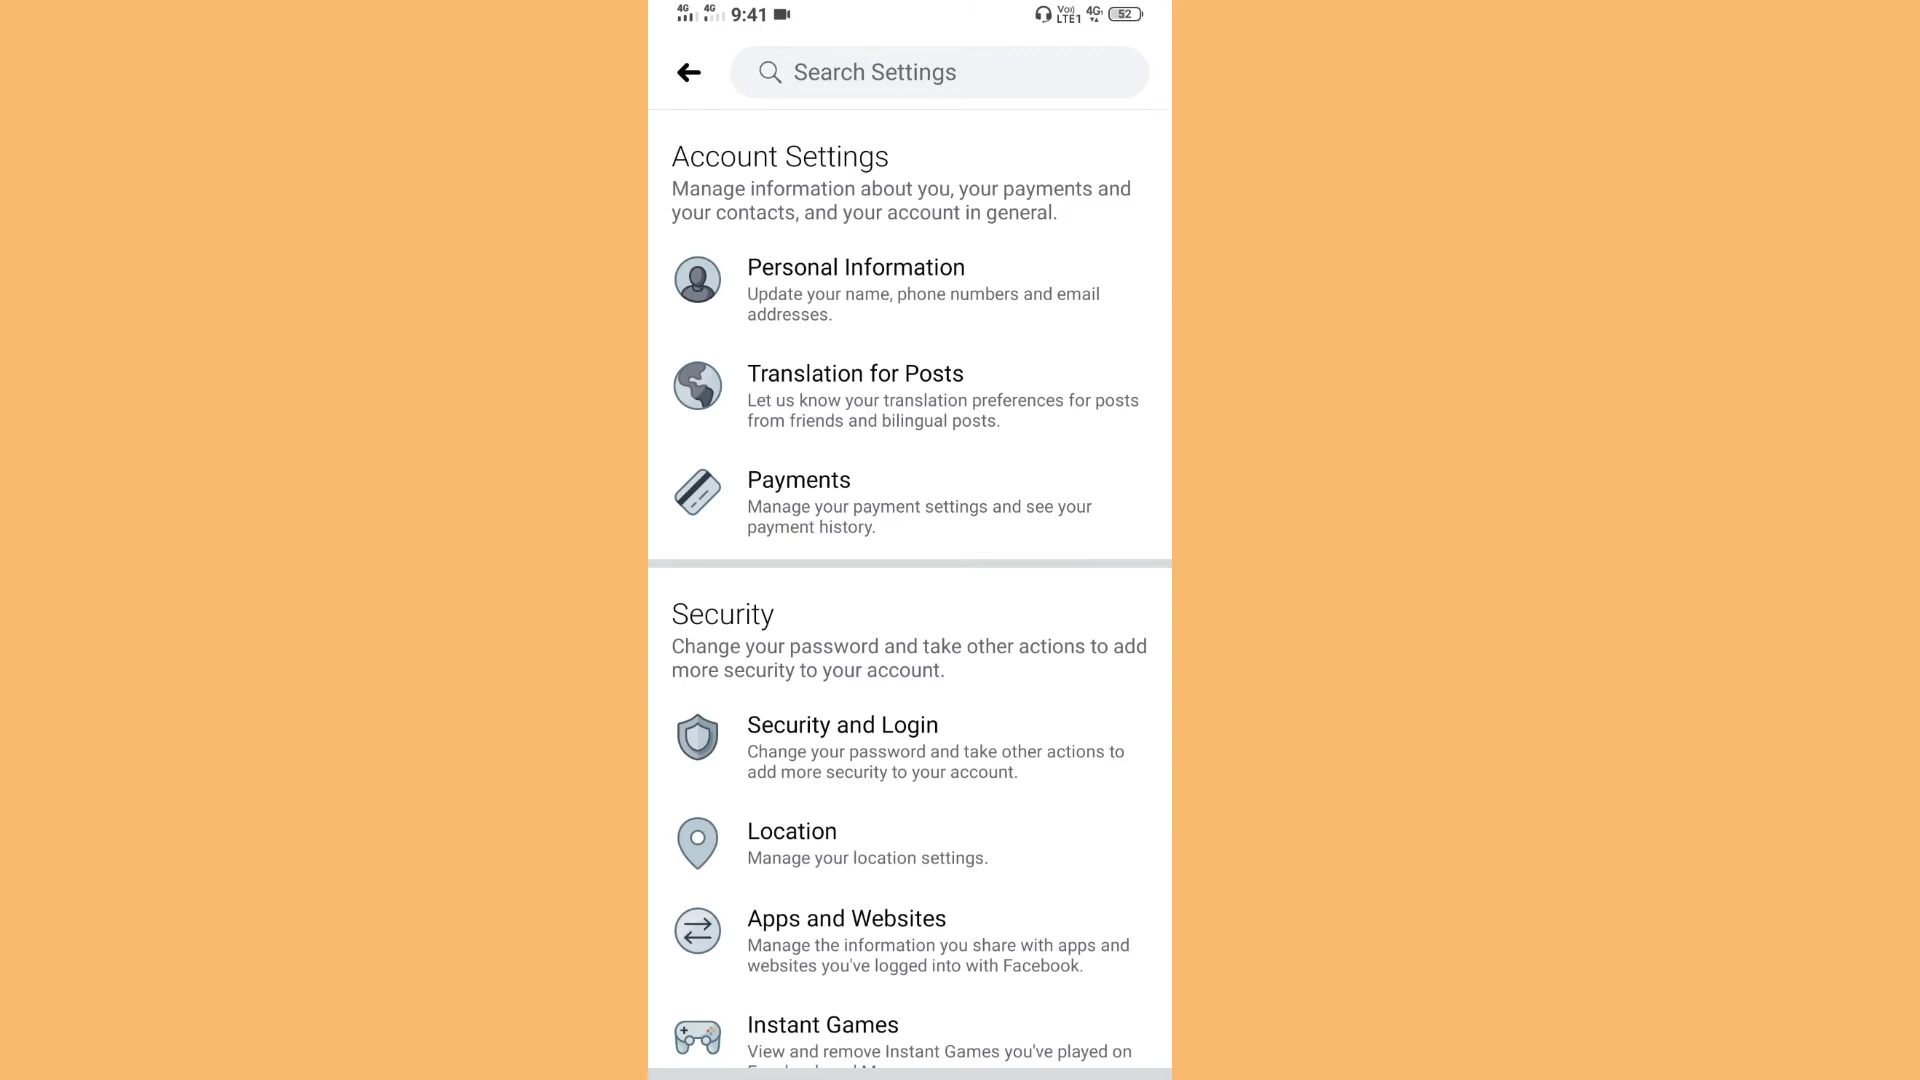 4G 4G 9:41 Vo)) LTE1 4G 52
Search Settings
Account Settings
Manage information about you, your payments and
your contacts, and your account in general.
Personal Information
Update your name, phone numbers and email
addresses.
Translation for Posts
Let us know your translation preferences for posts
from friends and bilingual posts.
Payments
Manage your payment settings and see your
payment history.
Security
Change your password and take other actions to add
more security to your account.
Security and Login
Change your password and take other actions to
add more security to your account.
Location
Manage your location settings.
Apps and Websites
Manage the information you share with apps and
websites you've logged into with Facebook.
Instant Games
View and remove Instant Games you've played on